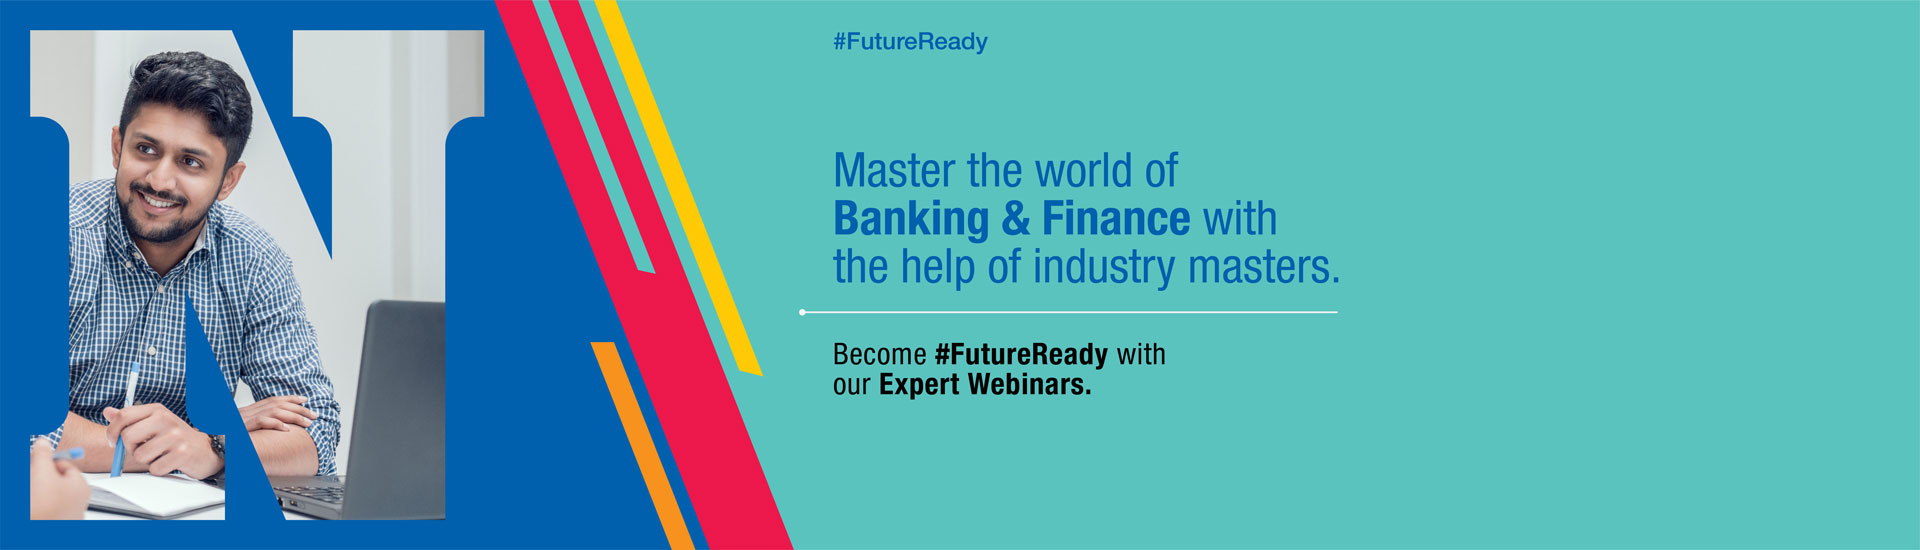 #FutureReady
Master the world of
Banking & Finance with
the help of industry masters.
Become #FutureReady with
our Expert Webinars.